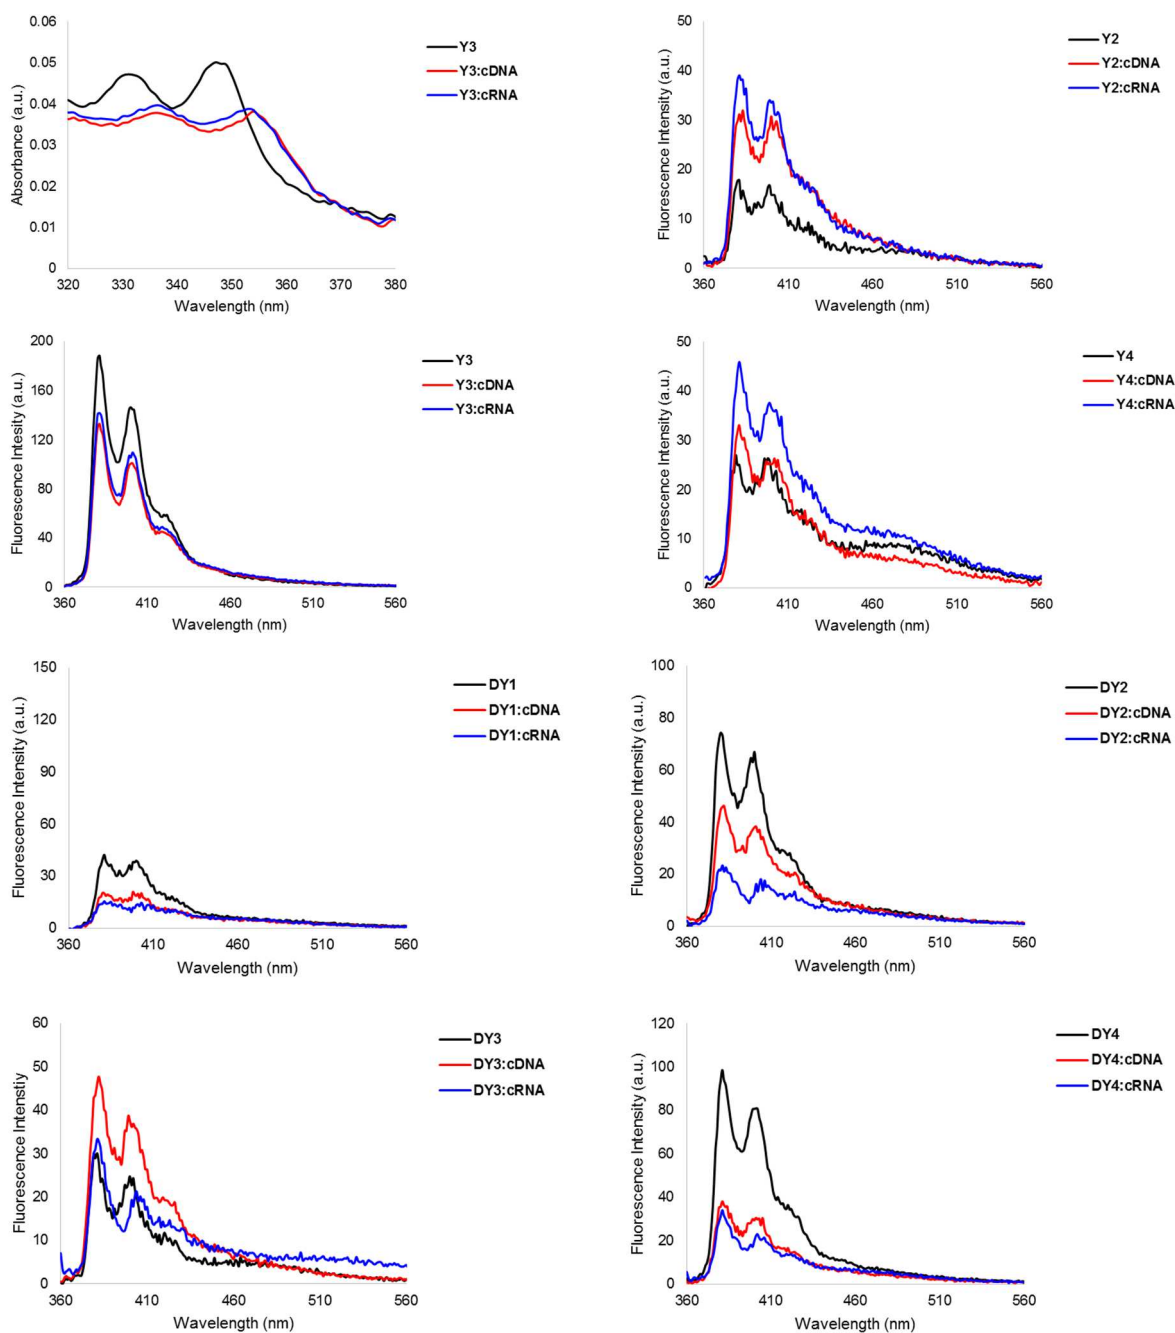 0.06
0.05
0.04
0.03
0.02
0.01
0
320 330 340 350 360 370 380
Absorbance (a.u.)
Wavelength (nm)
Y3
Y3:cDNA
Y3:cRNA
50
40
30
20
10
0
360 410 460 510 560
Fluorescence Intensity (a.u.)
Wavelength (nm)
Y2
Y2:cDNA
Y2:cRNA
200
160
120
80
40
0
360 410 460 510 560
Fluorescence Intesity (a.u.)
Wavelength (nm)
Y3
Y3:cDNA
Y3:cRNA
50
40
30
20
10
0
360 410 460 510 560
Fluorescence Intensity (a.u.)
Wavelength (nm)
Y4
Y4:cDNA
Y4:cRNA
150
120
90
60
30
0
360 410 460 510 560
Fluorescence Intensity (a.u.)
Wavelength (nm)
DY1
DY1:cDNA
DY1:cRNA
100
80
60
40
20
0
360 410 460 510 560
Fluorescence Intensity (a.u.)
Wavelength (nm)
DY2
DY2:cDNA
DY2:cRNA
60
50
40
30
20
10
0
360 410 460 510 560
Fluorescence Intenstiy
Wavelength (nm)
DY3
DY3:cDNA
DY3:cRNA
120
100
80
60
40
20
0
360 410 460 510 560
Fluorescence Intensity (a.u.)
Wavelength (nm)
DY4
DY4:cDNA
DY4:cRNA